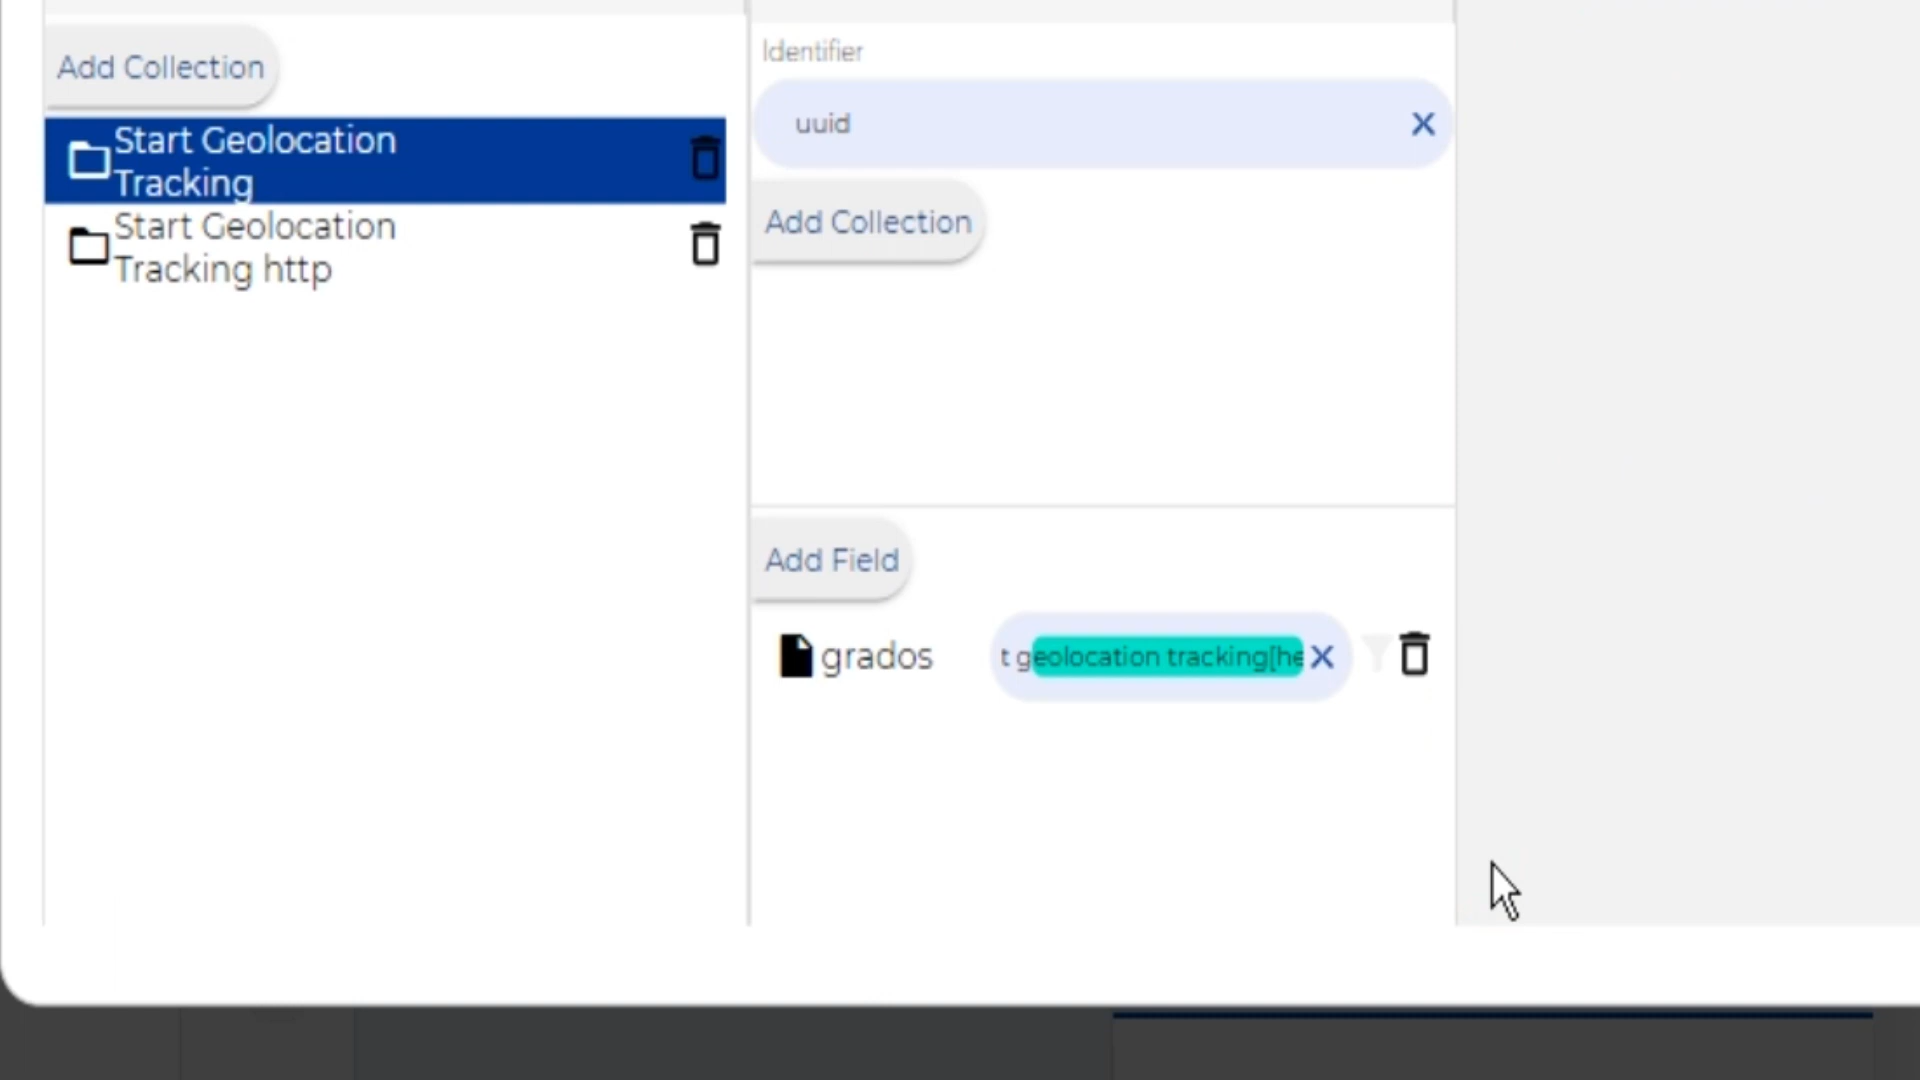 Add Collection
Start Geolocation
Tracking
Start Geolocation
Tracking http
Identifier
uuid
Add Collection
Add Field
grados
t geolocation tracking[he